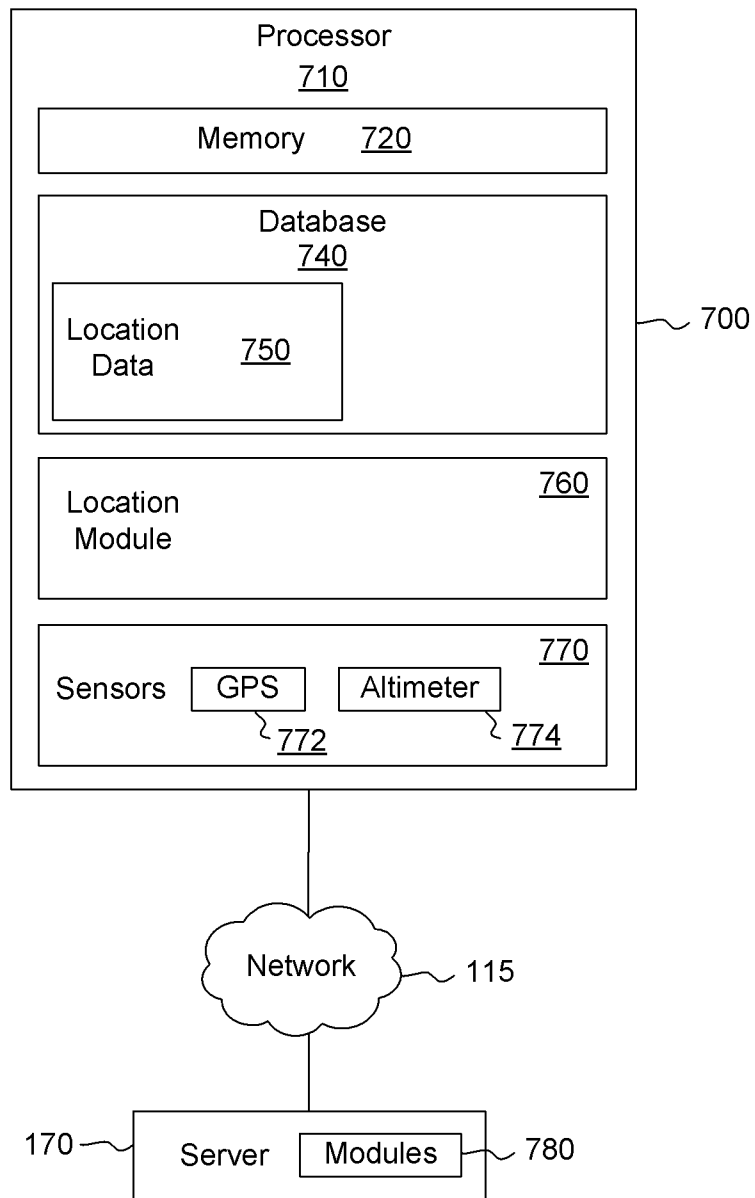 Processor
710
Memory 720
Database
740
Location
Data
750
700
Location
Module
760
Sensors
GPS
Altimeter
770
772
774
Network
115
170
Server
Modules
780